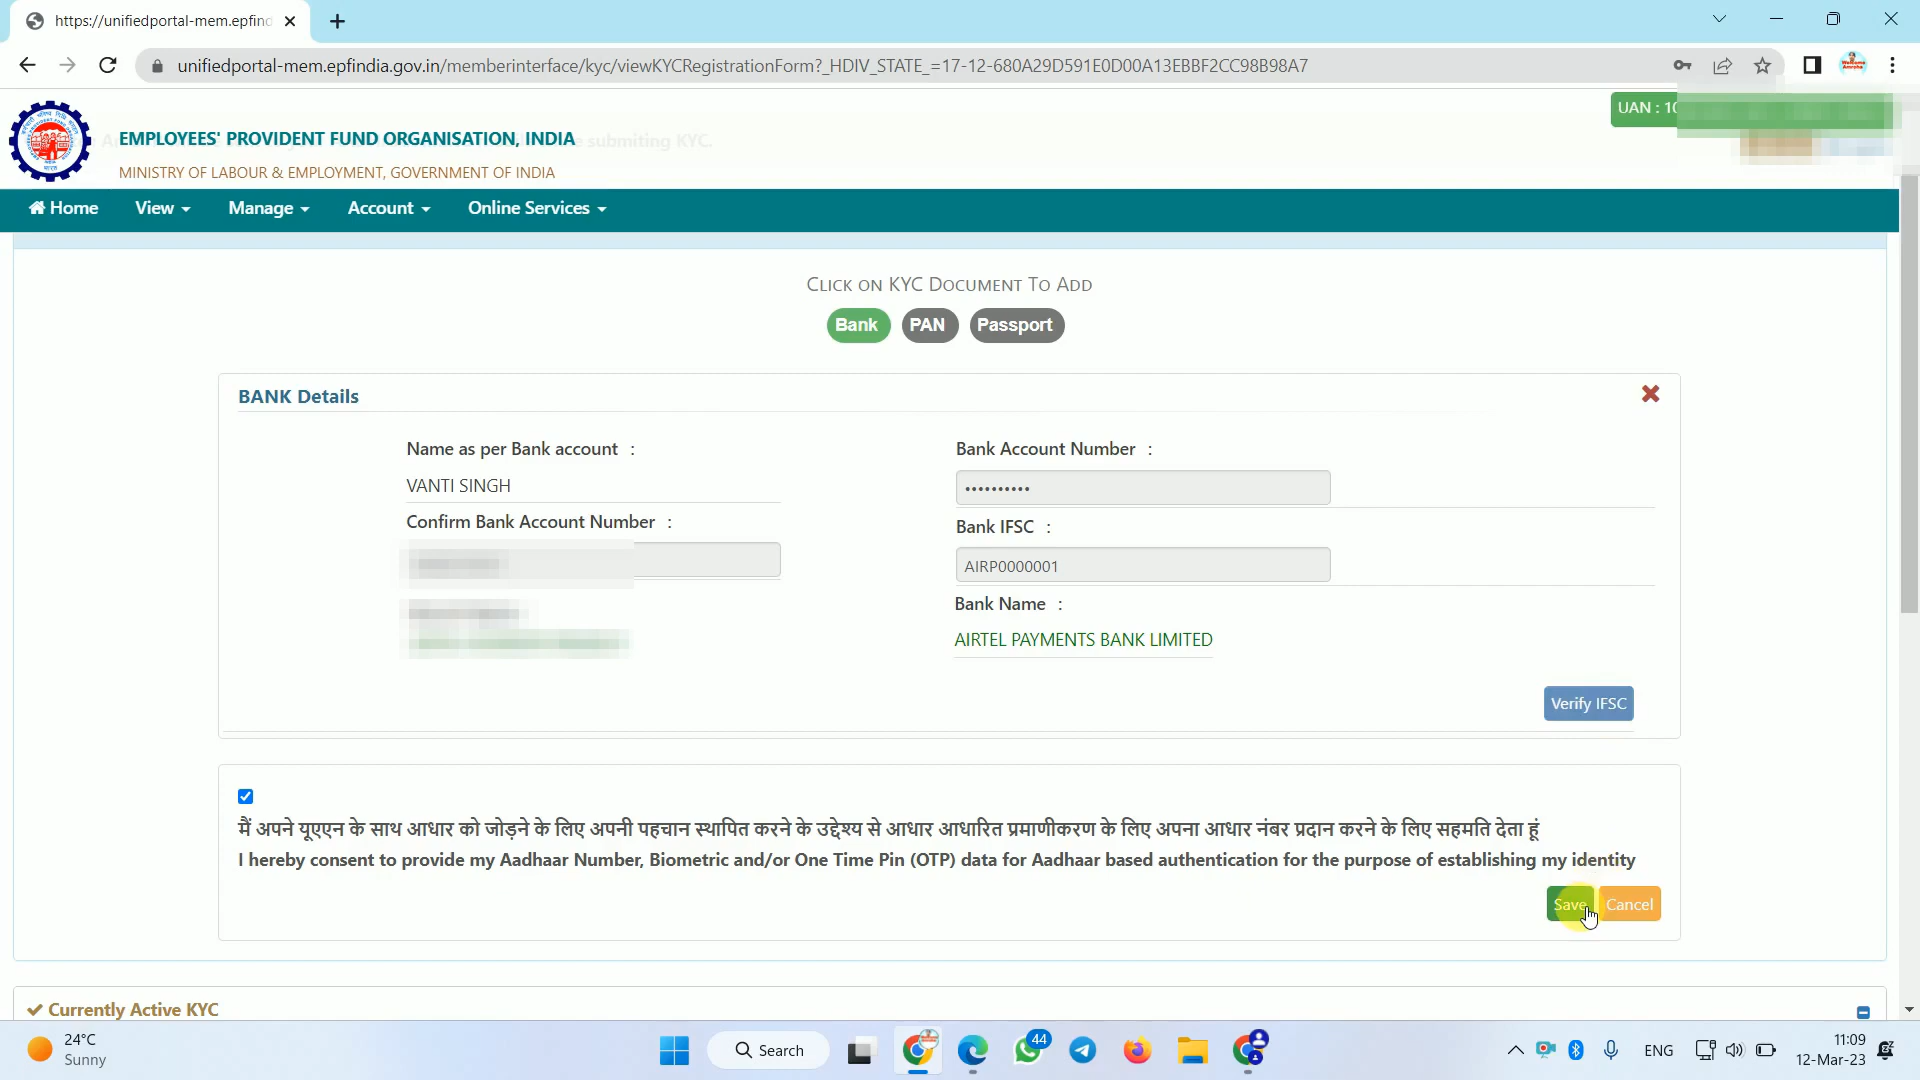 https://unifiedportal-mem.epfind
unifiedportal-mem.epfindia.gov.in/memberinterface/kyc/viewKYCRegistrationForm?_HDIV_STATE_=17-12-680A29D591E0D00A13EBBF2CC98B98A7
UAN : 10
EMPLOYEES' PROVIDENT FUND ORGANISATION, INDIA
submiting KYC.
MINISTRY OF LABOUR & EMPLOYMENT, GOVERNMENT OF INDIA
Home View Manage Account Online Services
CLICK ON KYC DOCUMENT TO ADD
Bank PAN Passport
BANK Details
Name as per Bank account : Bank Account Number :
VANTI SINGH ••••••••••
Confirm Bank Account Number : Bank IFSC :
AIRP0000001
Bank Name :
AIRTEL PAYMENTS BANK LIMITED
Verify IFSC
मैं अपने यूएएन के साथ आधार को जोड़ने के लिए अपनी पहचान स्थापित करने के उद्देश्य से आधार आधारित प्रमाणीकरण के लिए अपना आधार नंबर प्रदान करने के लिए सहमति देता हूं
I hereby consent to provide my Aadhaar Number, Biometric and/or One Time Pin (OTP) data for Aadhaar based authentication for the purpose of establishing my identity
Save Cancel
Currently Active KYC
24°C
Sunny
Search
44
ENG
11:09
12-Mar-23